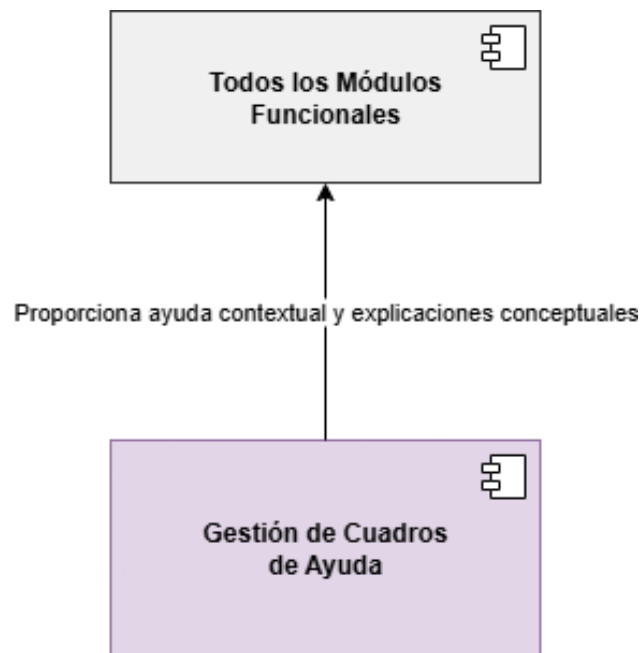 Todos los Módulos
Funcionales
Proporciona ayuda contextual y explicaciones conceptuales
Gestión de Cuadros
de Ayuda